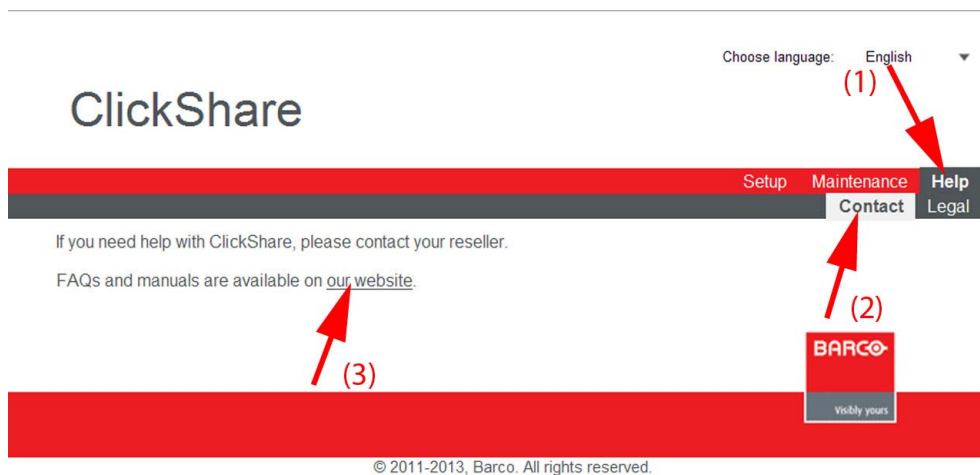 Choose language: English
(1)
ClickShare
Setup Maintenance Help
Contact Legal
If you need help with ClickShare, please contact your reseller.
FAQs and manuals are available on our website.
(2)
(3)
BARCO
Visibly yours
© 2011-2013, Barco. All rights reserved.